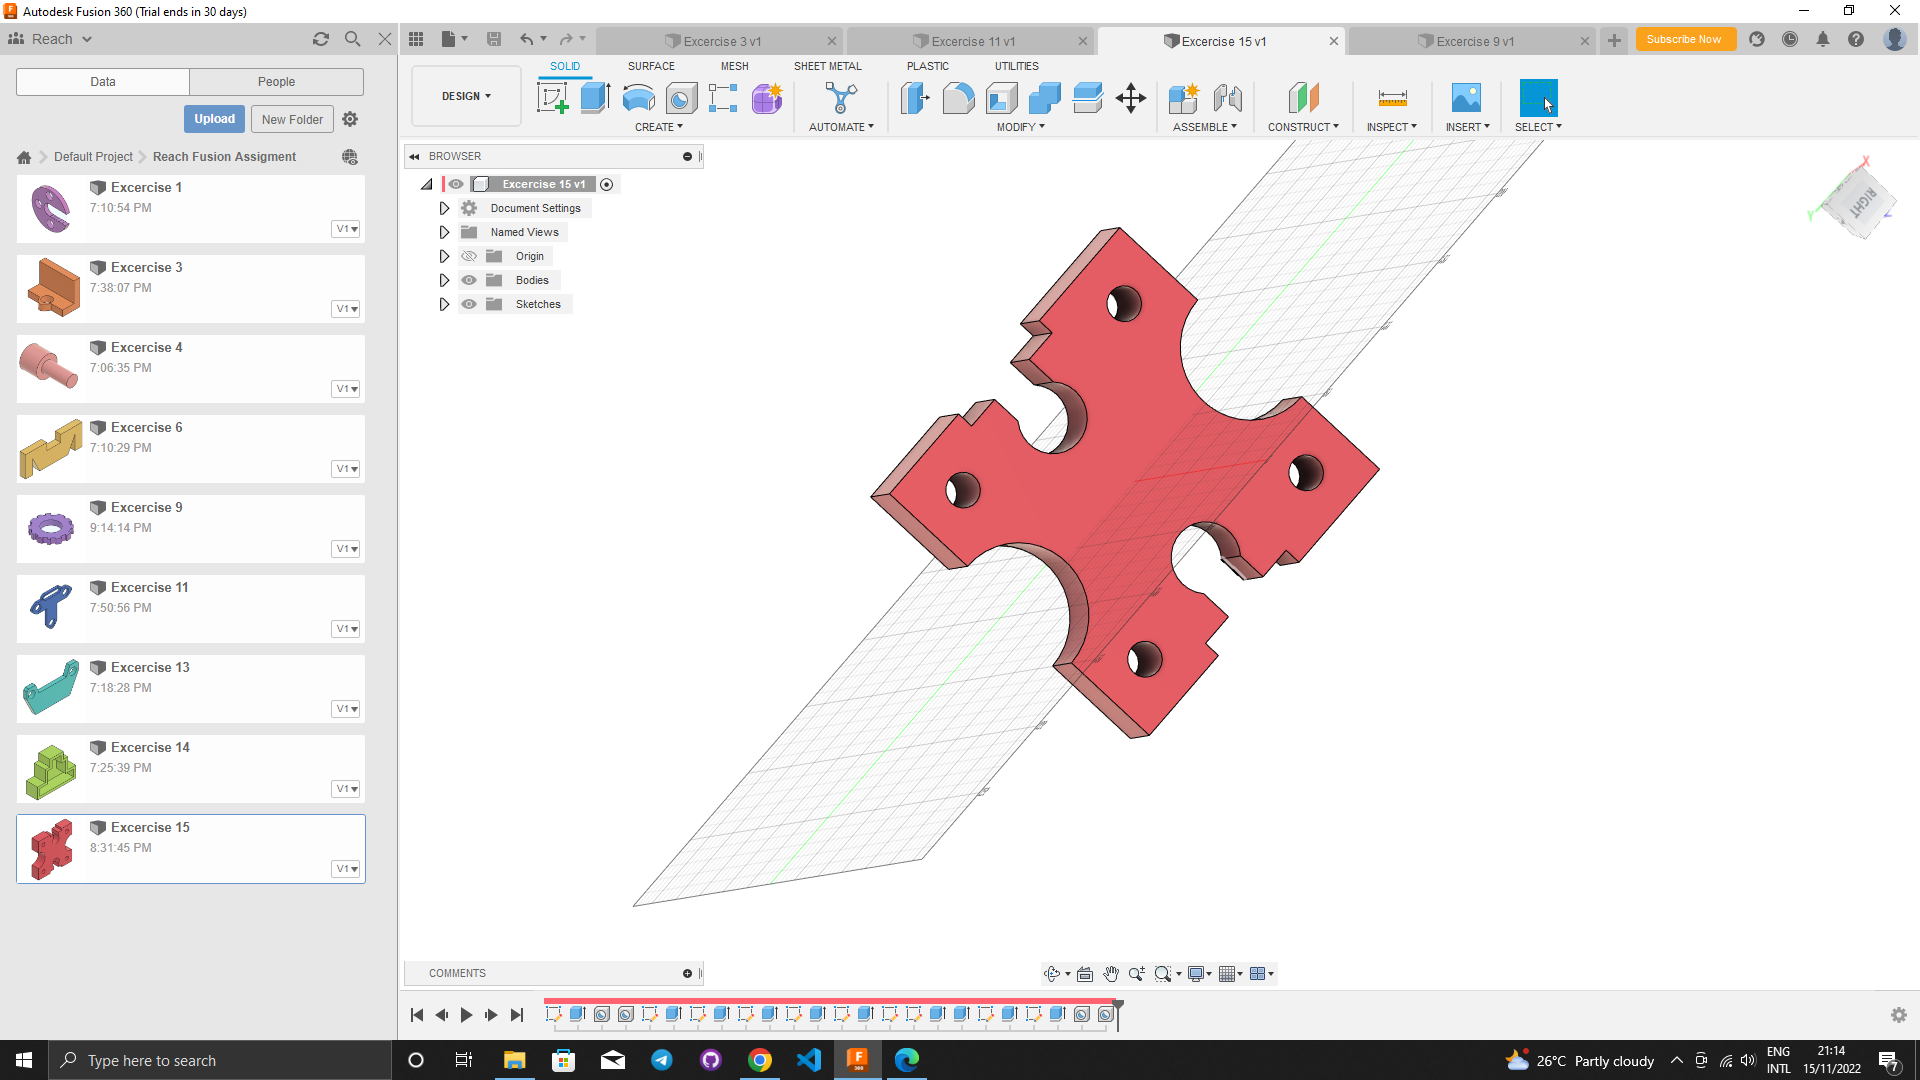 Autodesk Fusion 360 (Trial ends in 30 days)
Reach
Excercise 3 v1
Excercise 11 v1
Excercise 15 v1
Excercise 9 v1
Subscribe Now
Data
People
Upload
New Folder
Default Project
Reach Fusion Assigment
Excercise 1
7:10:54 PM
V1
Excercise 3
7:38:07 PM
V1
Excercise 4
7:06:35 PM
V1
Excercise 6
7:10:29 PM
V1
Excercise 9
9:14:14 PM
V1
Excercise 11
7:50:56 PM
V1
Excercise 13
7:18:28 PM
V1
Excercise 14
7:25:39 PM
V1
Excercise 15
8:31:45 PM
V1
DESIGN
SOLID
SURFACE
MESH
SHEET METAL
PLASTIC
UTILITIES
CREATE
AUTOMATE
MODIFY
ASSEMBLE
CONSTRUCT
INSPECT
INSERT
SELECT
BROWSER
Excercise 15 v1
Document Settings
Named Views
Origin
Bodies
Sketches
X
Y
Z
RIGHT
COMMENTS
Type here to search
F
360
26°C Partly cloudy
ENG
INTL
21:14
15/11/2022
7